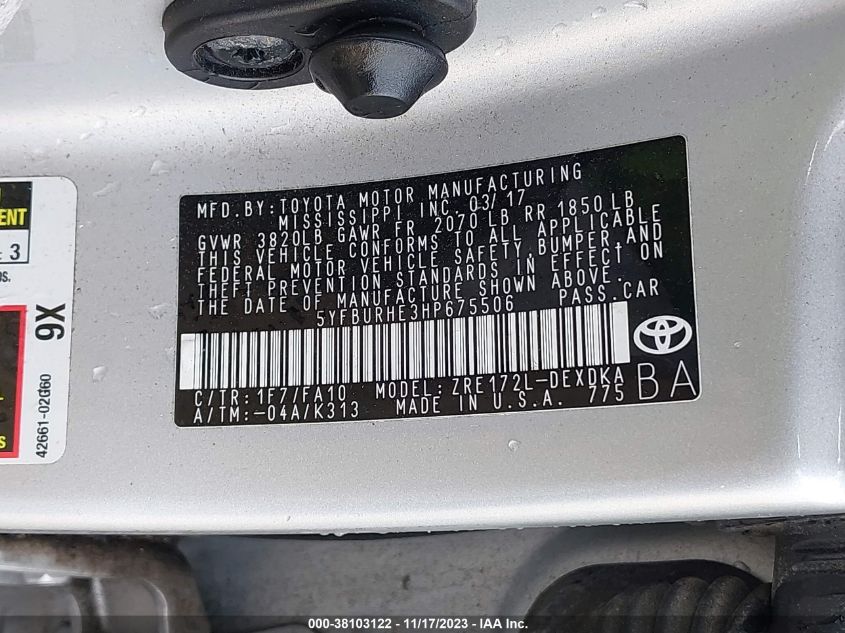 MFD.BY:TOYOTA MOTOR MANUFACTURING
MISSISSIPPI INC.03/17
GVWR 3820LB GAWR FR 2070 LB RR 1850 LB
THIS VEHICLE CONFORMS TO ALL APPLICABLE
FEDERAL MOTOR VEHICLE SAFETY,BUMPER,AND
THEFT PREVENTION STANDARDS IN EFFECT ON
THE DATE OF MANUFACTURE SHOWN ABOVE.
5YFBURHE3HP675506 PASS.CAR
C/TR:1F7/FA10 MODEL:ZRE172L-DEXDKA
A/TM:-04A/K313 MADE IN U.S.A. 775
BA
3
9X
42661-02G60
000-38103122 — 11/17/2023 — IAA Inc.